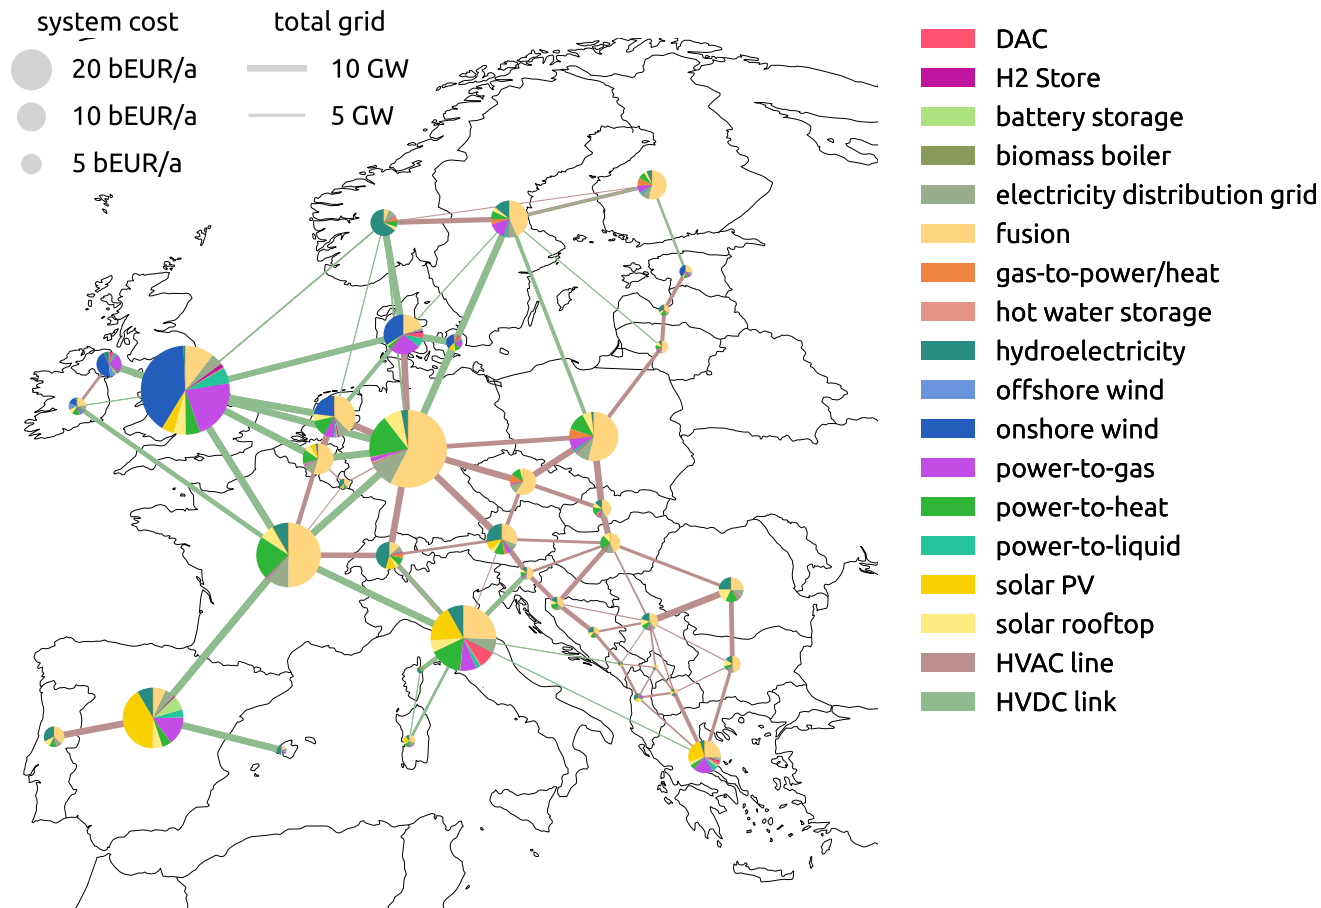 system cost
20 bEUR/a
10 bEUR/a
5 bEUR/a
total grid
10 GW
5 GW
DAC
H2 Store
battery storage
biomass boiler
electricity distribution grid
fusion
gas-to-power/heat
hot water storage
hydroelectricity
offshore wind
onshore wind
power-to-gas
power-to-heat
power-to-liquid
solar PV
solar rooftop
HVAC line
HVDC link